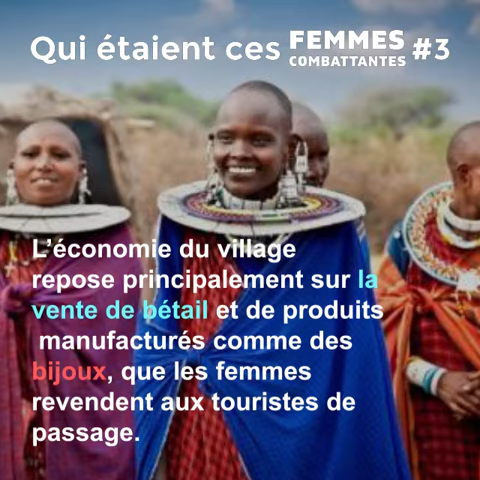 Qui étaient ces FEMMES COMBATTANTES #3
L'économie du village
repose principalement sur la
vente de bétail et de produits
manufacturés comme des
bijoux, que les femmes
revendent aux touristes de
passage.